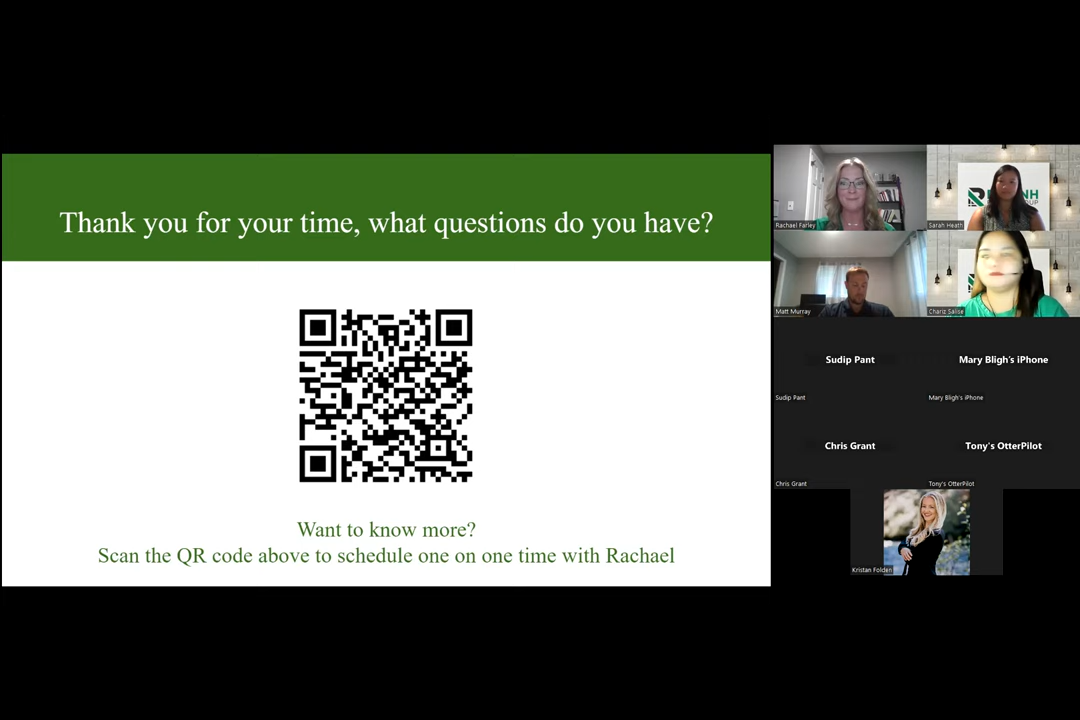 Thank you for your time, what questions do you have?
Want to know more?
Scan the QR code above to schedule one on one time with Rachael
Rachael Farley
Sarah Heath
Matt Murray
Chariz Salise
Sudip Pant
Mary Bligh's iPhone
Sudip Pant
Mary Bligh's iPhone
Chris Grant
Tony's OtterPilot
Chris Grant
Tony's OtterPilot
Kristan Folden